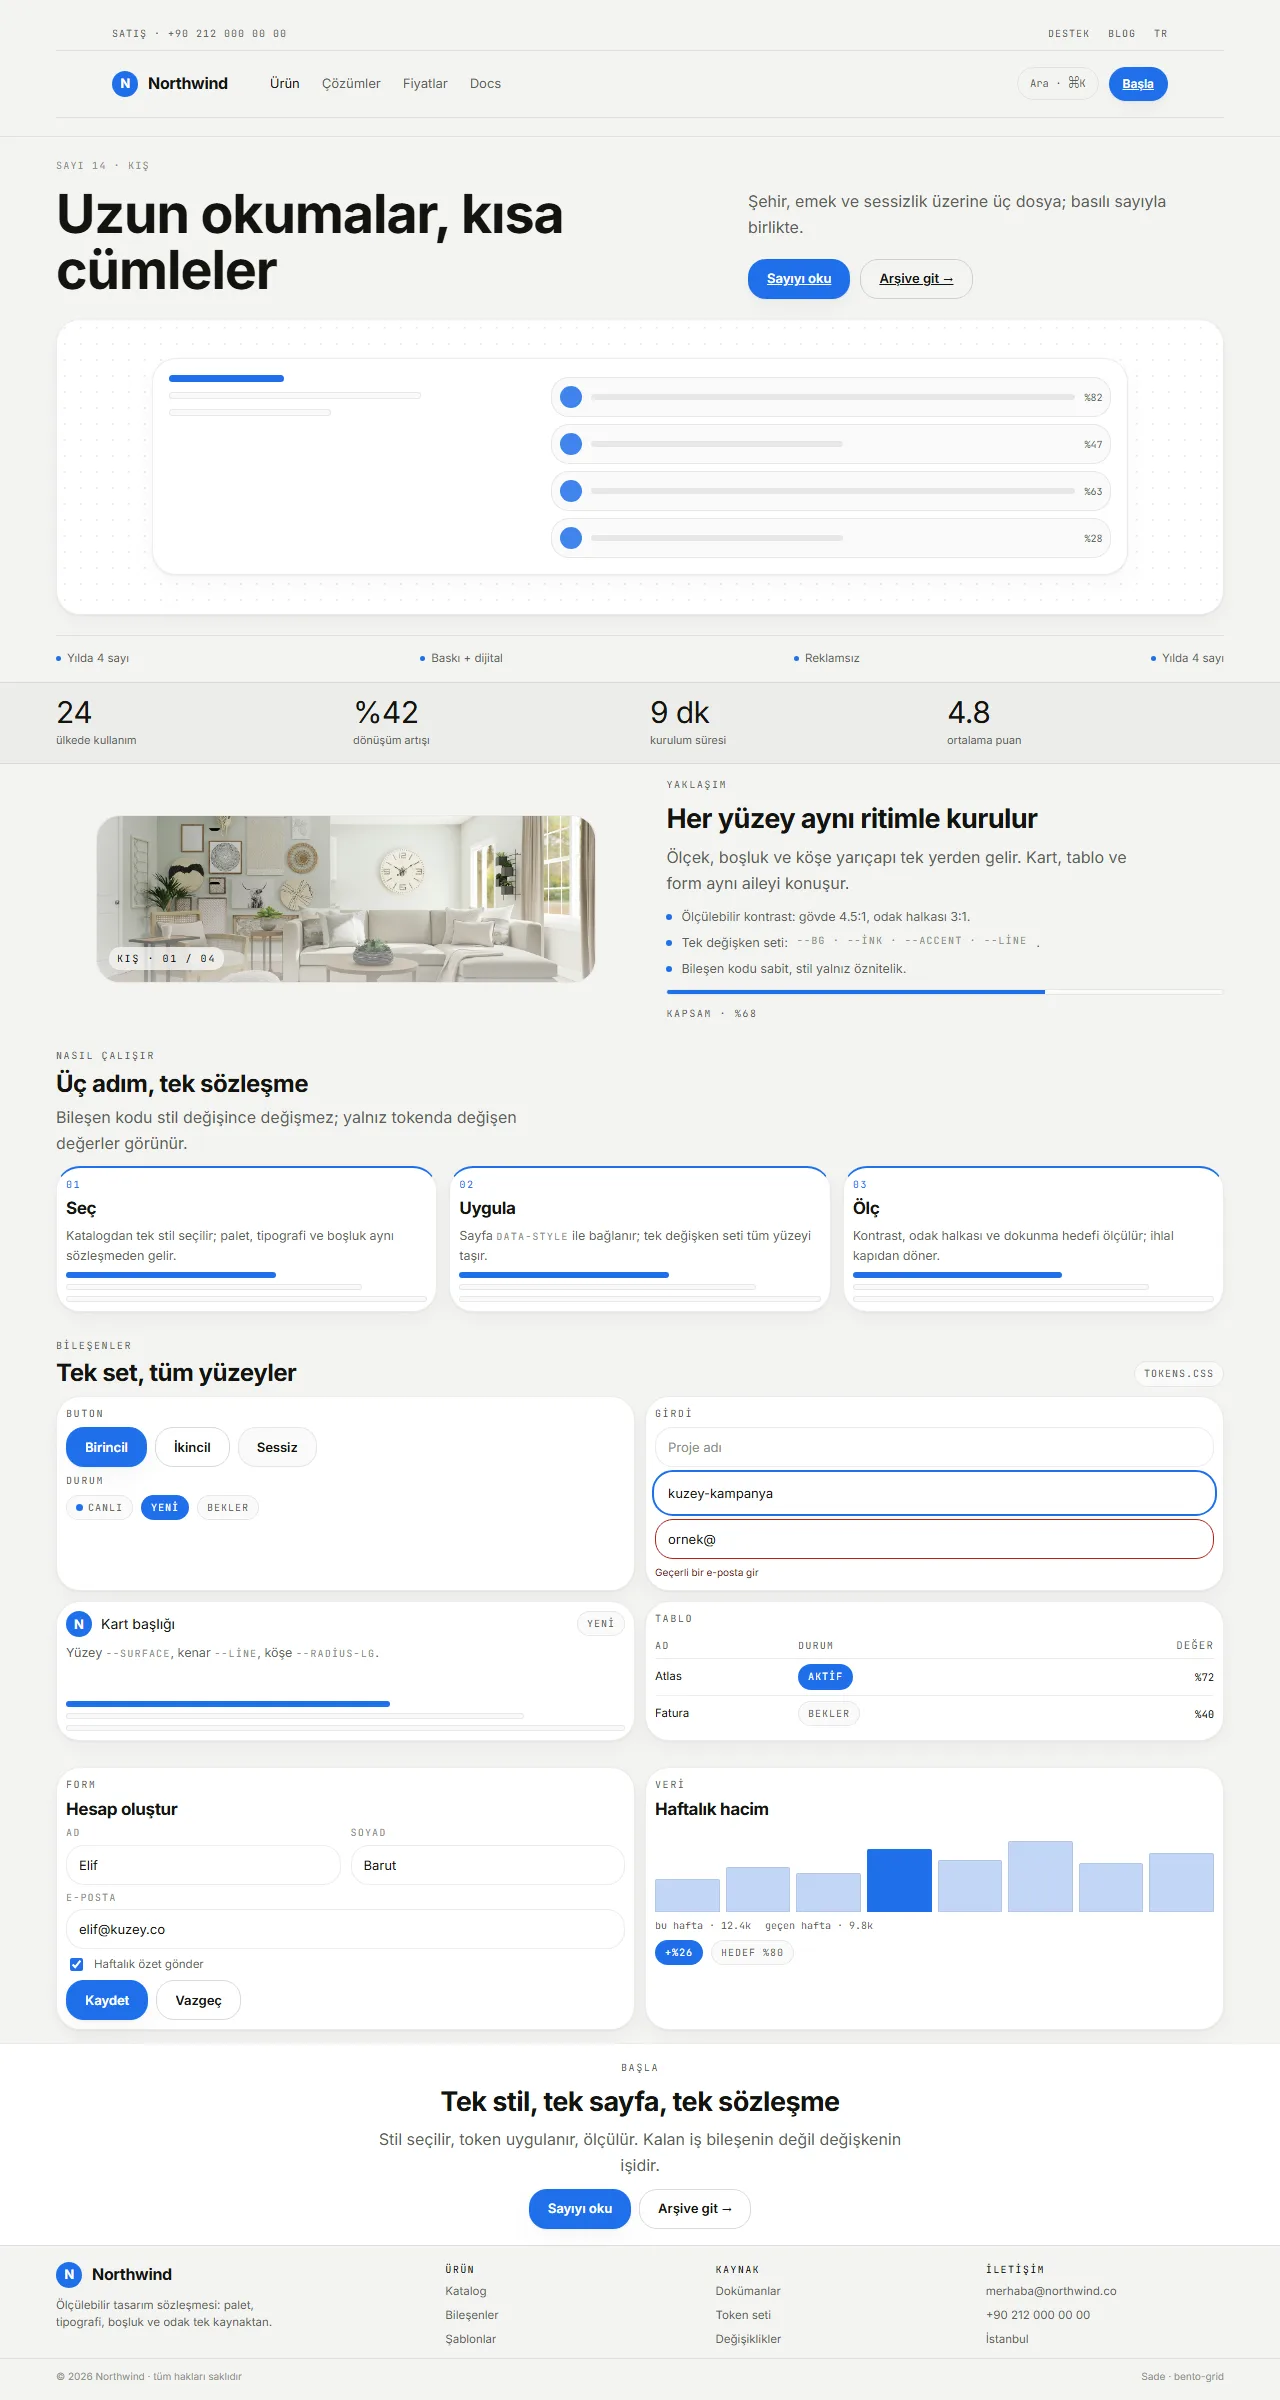 SATIŞ · +90 212 000 00 00
DESTEK BLOG TR
N Northwind Ürün Çözümler Fiyatlar Docs Ara · ⌘K Başla
SAYI 14 · KIŞ
Uzun okumalar, kısa
cümleler
Şehir, emek ve sessizlik üzerine üç dosya; basılı sayıyla
birlikte.
Sayıyı oku Arşive git →
%82
%47
%63
%28
Yılda 4 sayı Baskı + dijital Reklamsız Yılda 4 sayı
24 %42 9 dk 4.8
ülkede kullanım dönüşüm artışı kurulum süresi ortalama puan
KIŞ · 01 / 04
YAKLAŞIM
Her yüzey aynı ritimle kurulur
Ölçek, boşluk ve köşe yarıçapı tek yerden gelir. Kart, tablo ve
form aynı aileyi konuşur.
Ölçülebilir kontrast: gövde 4.5:1, odak halkası 3:1.
Tek değişken seti: --BG · --İNK · --ACCENT · --LİNE .
Bileşen kodu sabit, stil yalnız öznitelik.
KAPSAM · %68
NASIL ÇALIŞIR
Üç adım, tek sözleşme
Bileşen kodu stil değişince değişmez; yalnız tokenda değişen
değerler görünür.
01
Seç
Katalogdan tek stil seçilir; palet, tipografi ve boşluk aynı
sözleşmeden gelir.
02
Uygula
Sayfa DATA-STYLE ile bağlanır; tek değişken seti tüm yüzeyi
taşır.
03
Ölç
Kontrast, odak halkası ve dokunma hedefi ölçülür; ihlal
kapıdan döner.
BİLEŞENLER
Tek set, tüm yüzeyler
TOKENS.CSS
BUTON
Birincil İkincil Sessiz
DURUM
CANLI YENİ BEKLER
GİRDİ
Proje adı
kuzey-kampanya
ornek@
Geçerli bir e-posta gir
N Kart başlığı YENİ
Yüzey --SURFACE, kenar --LİNE, köşe --RADİUS-LG.
TABLO
AD DURUM DEĞER
Atlas AKTİF %72
Fatura BEKLER %40
FORM
Hesap oluştur
AD SOYAD
Elif Barut
E-POSTA
elif@kuzey.co
Haftalık özet gönder
Kaydet Vazgeç
VERİ
Haftalık hacim
bu hafta · 12.4k geçen hafta · 9.8k
+%26 HEDEF %80
BAŞLA
Tek stil, tek sayfa, tek sözleşme
Stil seçilir, token uygulanır, ölçülür. Kalan iş bileşenin değil değişkenin
işidir.
Sayıyı oku Arşive git →
N Northwind
Ölçülebilir tasarım sözleşmesi: palet,
tipografi, boşluk ve odak tek kaynaktan.
ÜRÜN
Katalog
Bileşenler
Şablonlar
KAYNAK
Dokümanlar
Token seti
Değişiklikler
İLETİŞİM
merhaba@northwind.co
+90 212 000 00 00
İstanbul
© 2026 Northwind · tüm hakları saklıdır
Sade · bento-grid